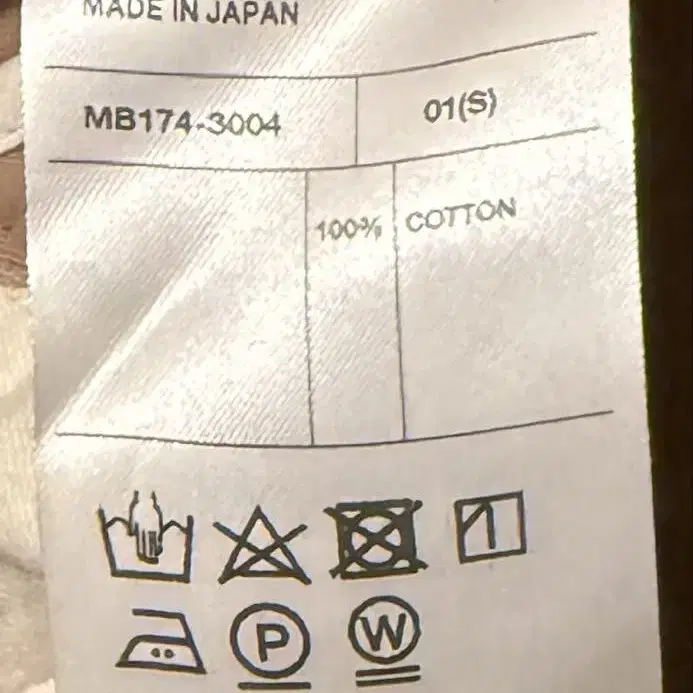 MADE IN JAPAN
MB174-3004 01(S)
100% COTTON
P W